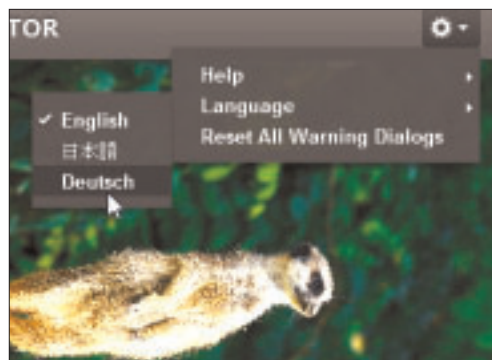 TOR
Help
Language
Reset All Warning Dialogs
English
日本語
Deutsch